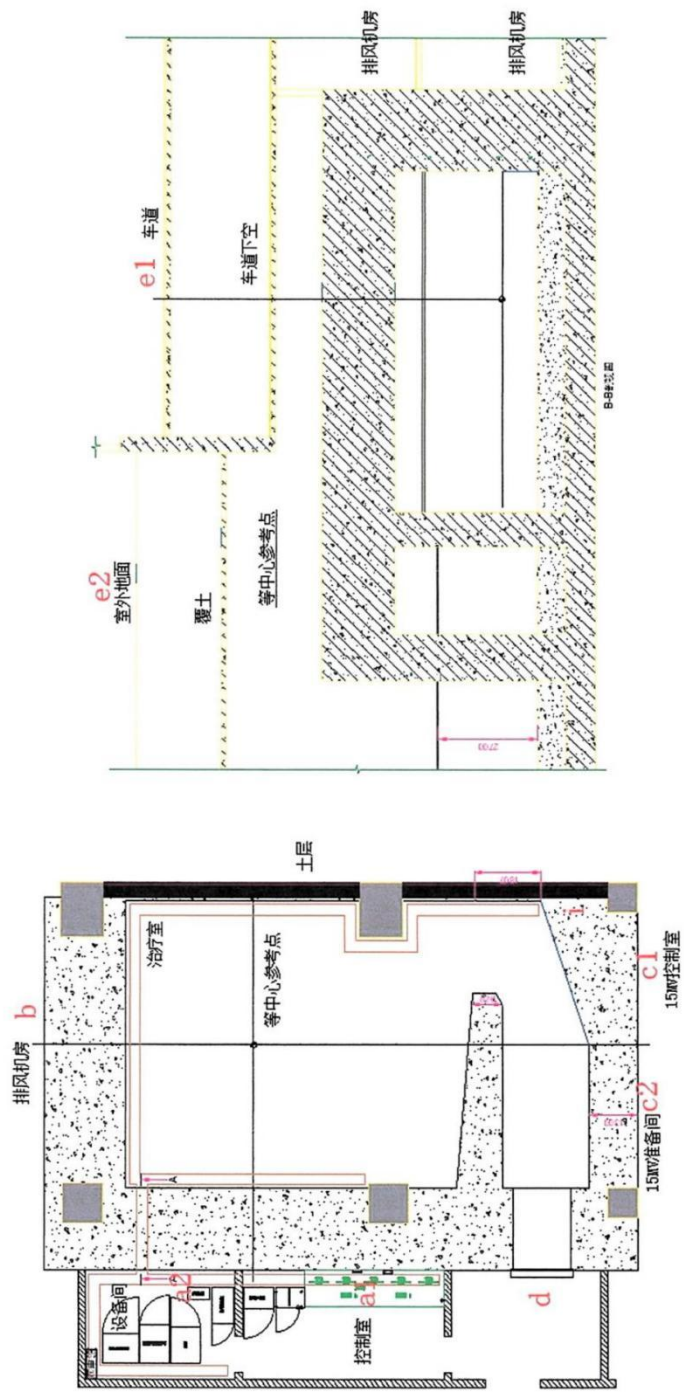 排风机房
排风机房
车道
e1
车道下空
e2
室外地面
覆土
等中心参考点
2700
B-B剖视图
土层
b
排风机房
治疗室
等中心参考点
i
c1
15MV控制室
c2
15MV准备间
A
A
设备间
a2
a1
控制室
d